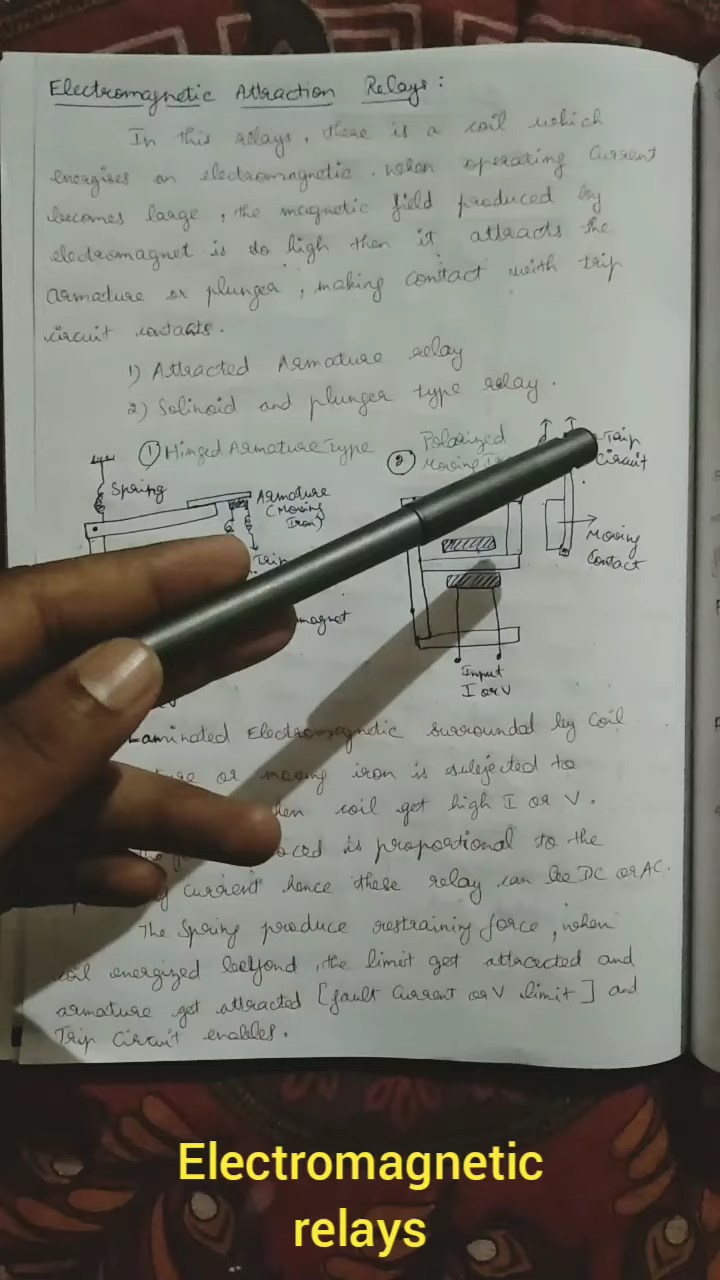 Electromagnetic Attraction Relays:
In this relays, there is a coil which
energises an electromagnetic. when operating current
becomes large, the magnetic field produced by
electromagnet is so high then it attracts the
armature or plunger, making contact with trip
circuit contacts.
1) Attracted Armature relay
2) Solinoid and plunger type relay.
① Hinged Armature Type
Spring
Armature
(Moving
Iron)
Trip
② Polarized
Moving
Trip
Circuit
Moving
Contact
Input
I or V
Laminated Electromagnetic surrounded by coil
or moving iron is subejected to
coil get high I or V.
is proportional to the
current hence these relay can be DC or AC.
The Spring produce restraining force, when
energized beyond, the limit get attracted and
armature get attracted [fault current or V limit] and
Trip Circuit enables.
Electromagnetic
relays